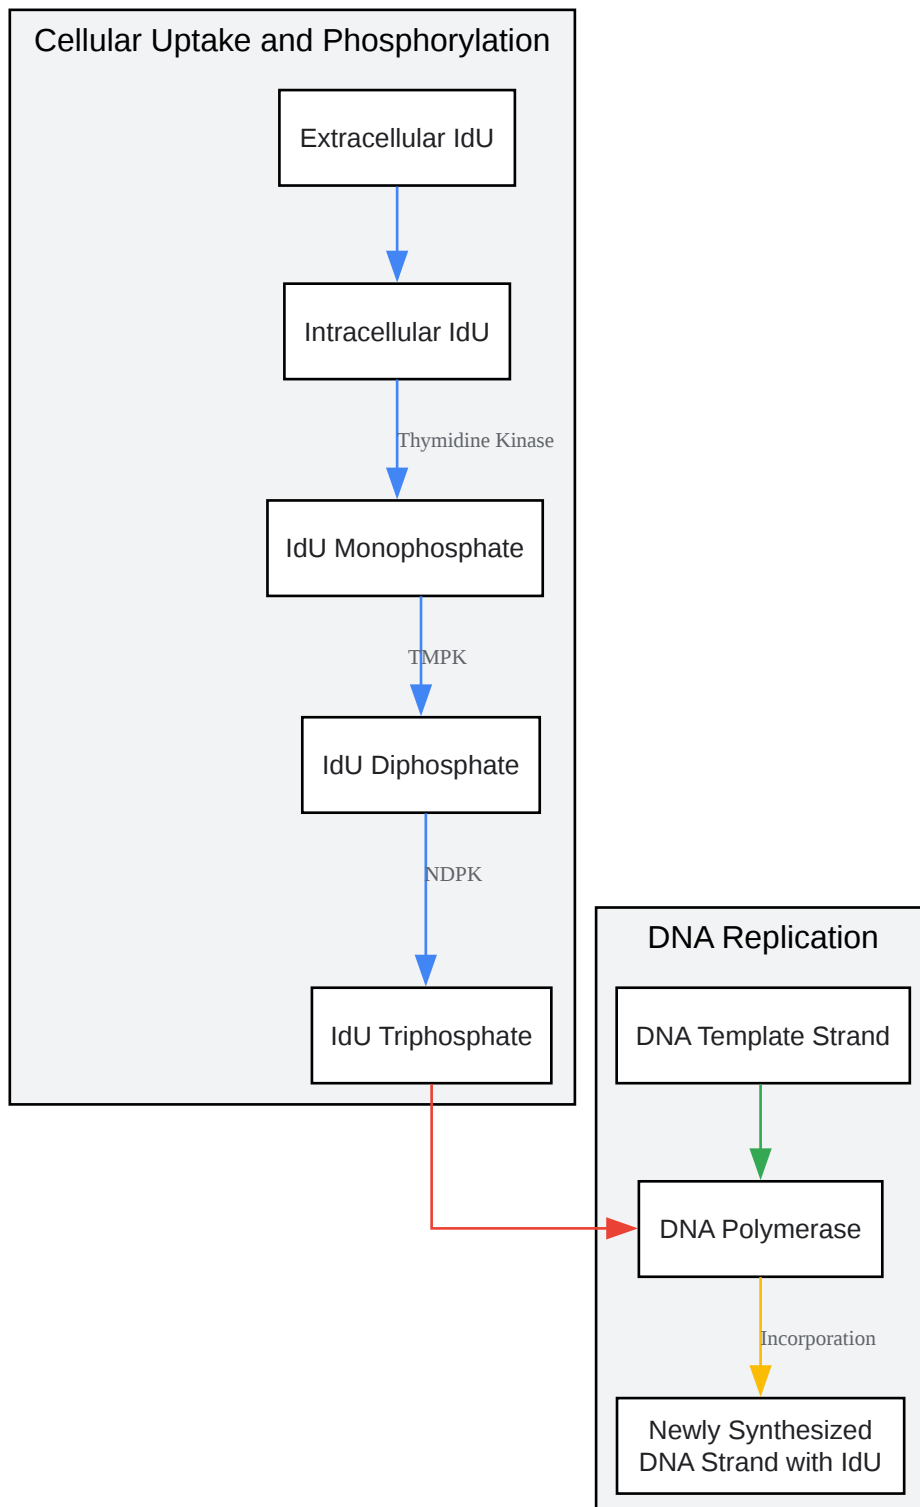 Cellular Uptake and Phosphorylation
Extracellular IdU
Intracellular IdU
Thymidine Kinase
IdU Monophosphate
TMPK
IdU Diphosphate
NDPK
IdU Triphosphate
DNA Replication
DNA Template Strand
DNA Polymerase
Incorporation
Newly Synthesized
DNA Strand with IdU